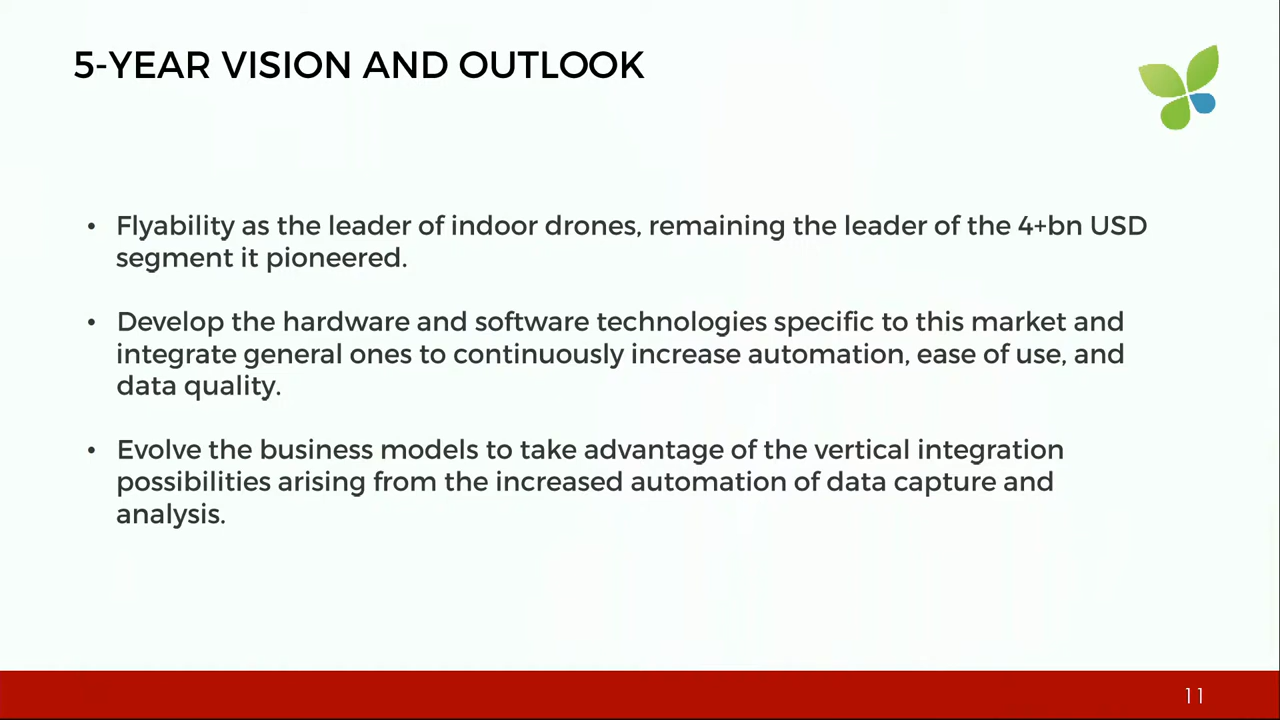 5-YEAR VISION AND OUTLOOK
• Flyability as the leader of indoor drones, remaining the leader of the 4+bn USD
segment it pioneered.
• Develop the hardware and software technologies specific to this market and
integrate general ones to continuously increase automation, ease of use, and
data quality.
• Evolve the business models to take advantage of the vertical integration
possibilities arising from the increased automation of data capture and
analysis.
11